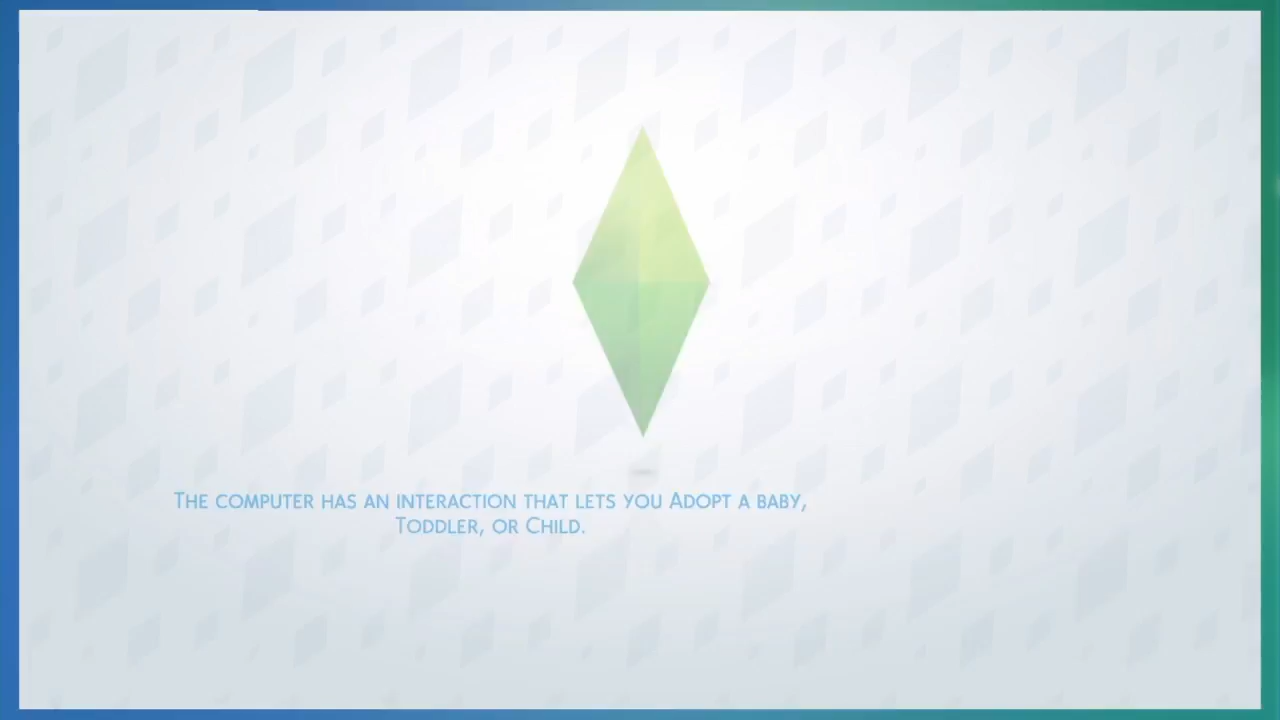 The computer has an interaction that lets you Adopt a baby,
Toddler, or Child.